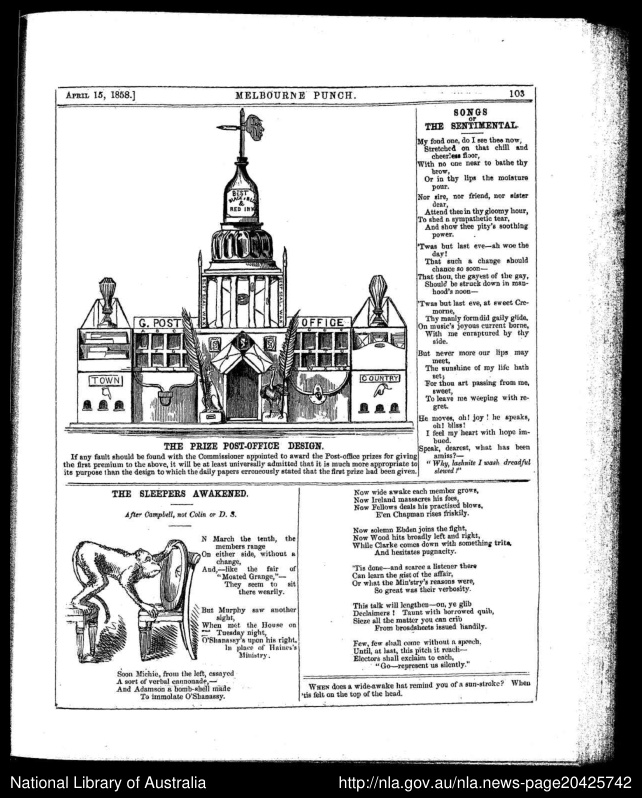 APRIL 15, 1858.]
MELBOURNE PUNCH.
103
BEST
BLACK & BLUE
&
RED INK
G. POST
OFFICE
TOWN
COUNTRY
THE PRIZE POST-OFFICE DESIGN.
If any fault should be found with the Commissioner appointed to award the Post-office prizes for giving
the first premium to the above, it will be at least universally admitted that it is much more appropriate to
its purpose than the design to which the daily papers erroneously stated that the first prize had been given.
SONGS
OF
THE SENTIMENTAL.
My fond one, do I see thee now,
Stretched on that chill and
cheerless floor,
With no one near to bathe thy
brow,
Or in thy lips the moisture
pour.
Nor sire, nor friend, nor sister
dear,
Attend thee in thy gloomy hour,
To shed a sympathetic tear,
And show thee pity's soothing
power.
'Twas but last eve—ah woe the
day!
That such a change should
chance so soon—
That thou, the gayest of the gay,
Should be struck down in man-
hood's noon—
'Twas but last eve, at sweet Cre-
morne,
Thy manly form did gaily glide,
On music's joyous current borne,
With me enraptured by thy
side.
But never more our lips may
meet,
The sunshine of my life hath
set;
For thou art passing from me,
sweet,
To leave me weeping with re-
gret.
He moves, oh! joy! he speaks,
oh! bliss!
I feel my heart with hope im-
bued.
Speak, dearest, what has been
amiss?—
"Why, lashnite I wash dreadful
slewed!"
THE SLEEPERS AWAKENED.
After Campbell, not Colin or D. S.
N March the tenth, the
members range
On either side, without a
change,
And,—like the fair of
"Moated Grange,"—
They seem to sit
there wearily.
But Murphy saw another
sight,
When met the House on
Tuesday night,
O'Shanassy's upon his right,
In place of Haines's
Ministry.
Soon Michie, from the left, essayed
A sort of verbal cannonade,—
And Adamson a bomb-shell made
To immolate O'Shanassy.
Now wide awake each member grows,
Now Ireland massacres his foes,
Now Fellows deals his practised blows,
E'en Chapman rises friskily.
Now solemn Ebden joins the fight,
Now Wood hits broadly left and right,
While Clarke comes down with something trite,
And hesitates pugnacity.
'Tis done—and scarce a listener there
Can learn the gist of the affair,
Or what the Min'stry's reasons were,
So great was their verbosity.
This talk will lengthen—on, ye glib
Declaimers! Taunt with borrowed quib,
Sieze all the matter you can crib
From broadsheets issued handily.
Few, few shall come without a speech,
Until, at last, this pitch it reach—
Electors shall exclaim to each,
"Go—represent us silently."
WHEN does a wide-awake hat remind you of a sun-stroke? When
'tis felt on the top of the head.
National Library of Australia
http://nla.gov.au/nla.news-page20425742